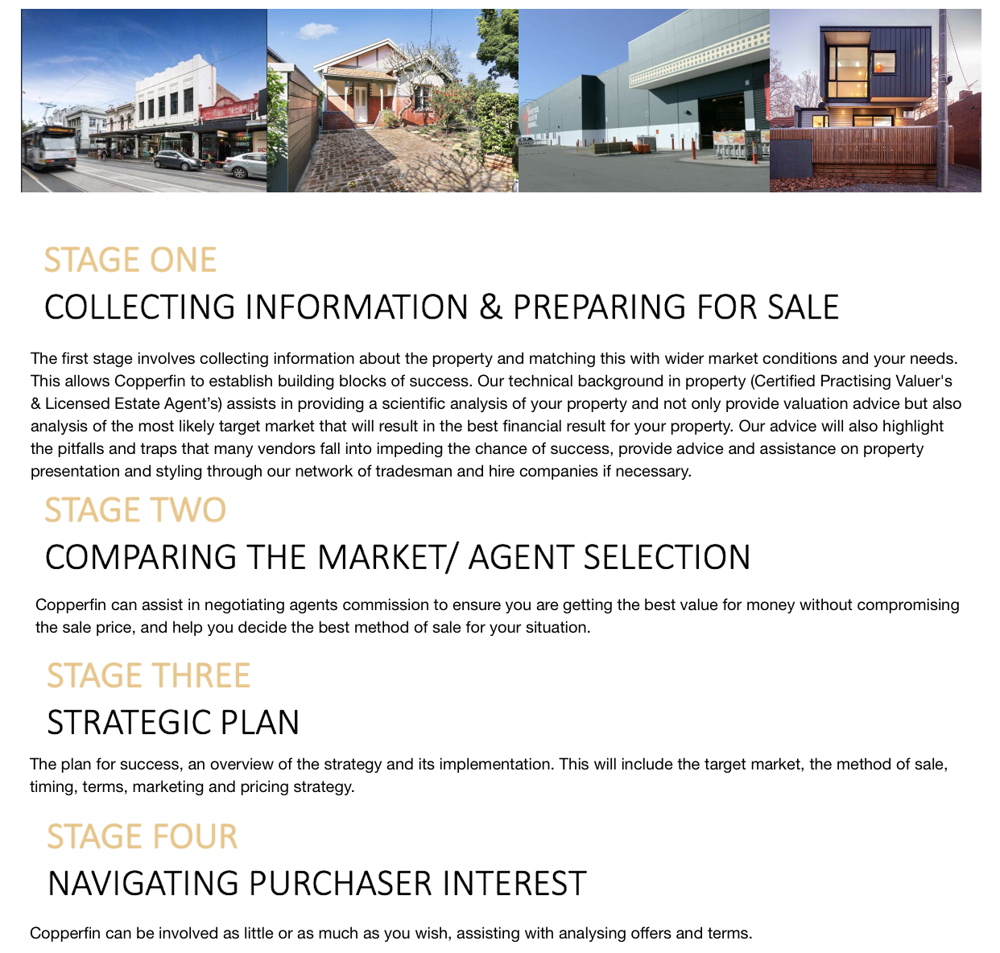 STAGE ONE
COLLECTING INFORMATION & PREPARING FOR SALE
The first stage involves collecting information about the property and matching this with wider market conditions and your needs.
This allows Copperfin to establish building blocks of success. Our technical background in property (Certified Practising Valuer's
& Licensed Estate Agent’s) assists in providing a scientific analysis of your property and not only provide valuation advice but also
analysis of the most likely target market that will result in the best financial result for your property. Our advice will also highlight
the pitfalls and traps that many vendors fall into impeding the chance of success, provide advice and assistance on property
presentation and styling through our network of tradesman and hire companies if necessary.
STAGE TWO
COMPARING THE MARKET/ AGENT SELECTION
Copperfin can assist in negotiating agents commission to ensure you are getting the best value for money without compromising
the sale price, and help you decide the best method of sale for your situation.
STAGE THREE
STRATEGIC PLAN
The plan for success, an overview of the strategy and its implementation. This will include the target market, the method of sale,
timing, terms, marketing and pricing strategy.
STAGE FOUR
NAVIGATING PURCHASER INTEREST
Copperfin can be involved as little or as much as you wish, assisting with analysing offers and terms.